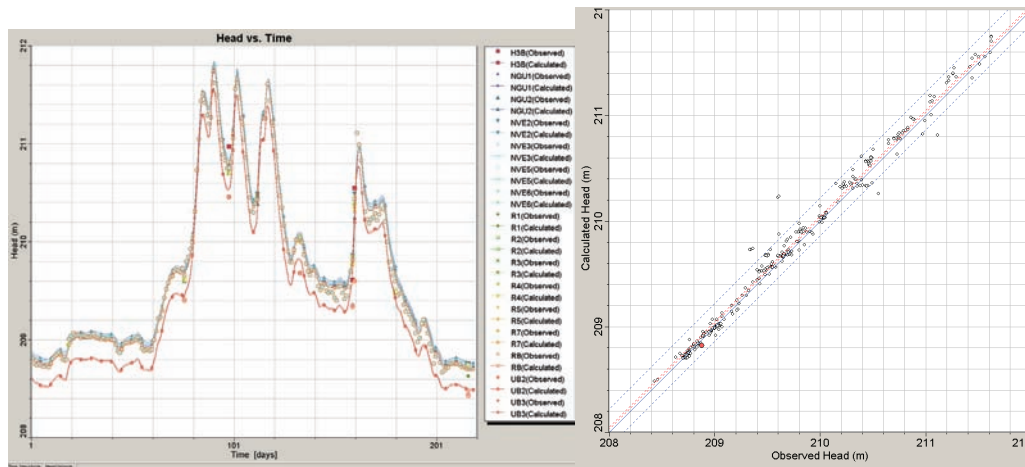 Head vs. Time
212
211
210
209
208
Head (m)
1
101
201
Time [days]
H3B(Observed)
H3B(Calculated)
NGU1(Observed)
NGU1(Calculated)
NGU2(Observed)
NGU2(Calculated)
NVE2(Observed)
NVE2(Calculated)
NVE3(Observed)
NVE3(Calculated)
NVE5(Observed)
NVE5(Calculated)
NVE6(Observed)
NVE6(Calculated)
R1(Observed)
R1(Calculated)
R2(Observed)
R2(Calculated)
R3(Observed)
R3(Calculated)
R4(Observed)
R4(Calculated)
R5(Observed)
R5(Calculated)
R7(Observed)
R7(Calculated)
R8(Observed)
R8(Calculated)
UB2(Observed)
UB2(Calculated)
UB3(Observed)
UB3(Calculated)
21
211
210
209
208
Calculated Head (m)
208
209
210
211
21
Observed Head (m)